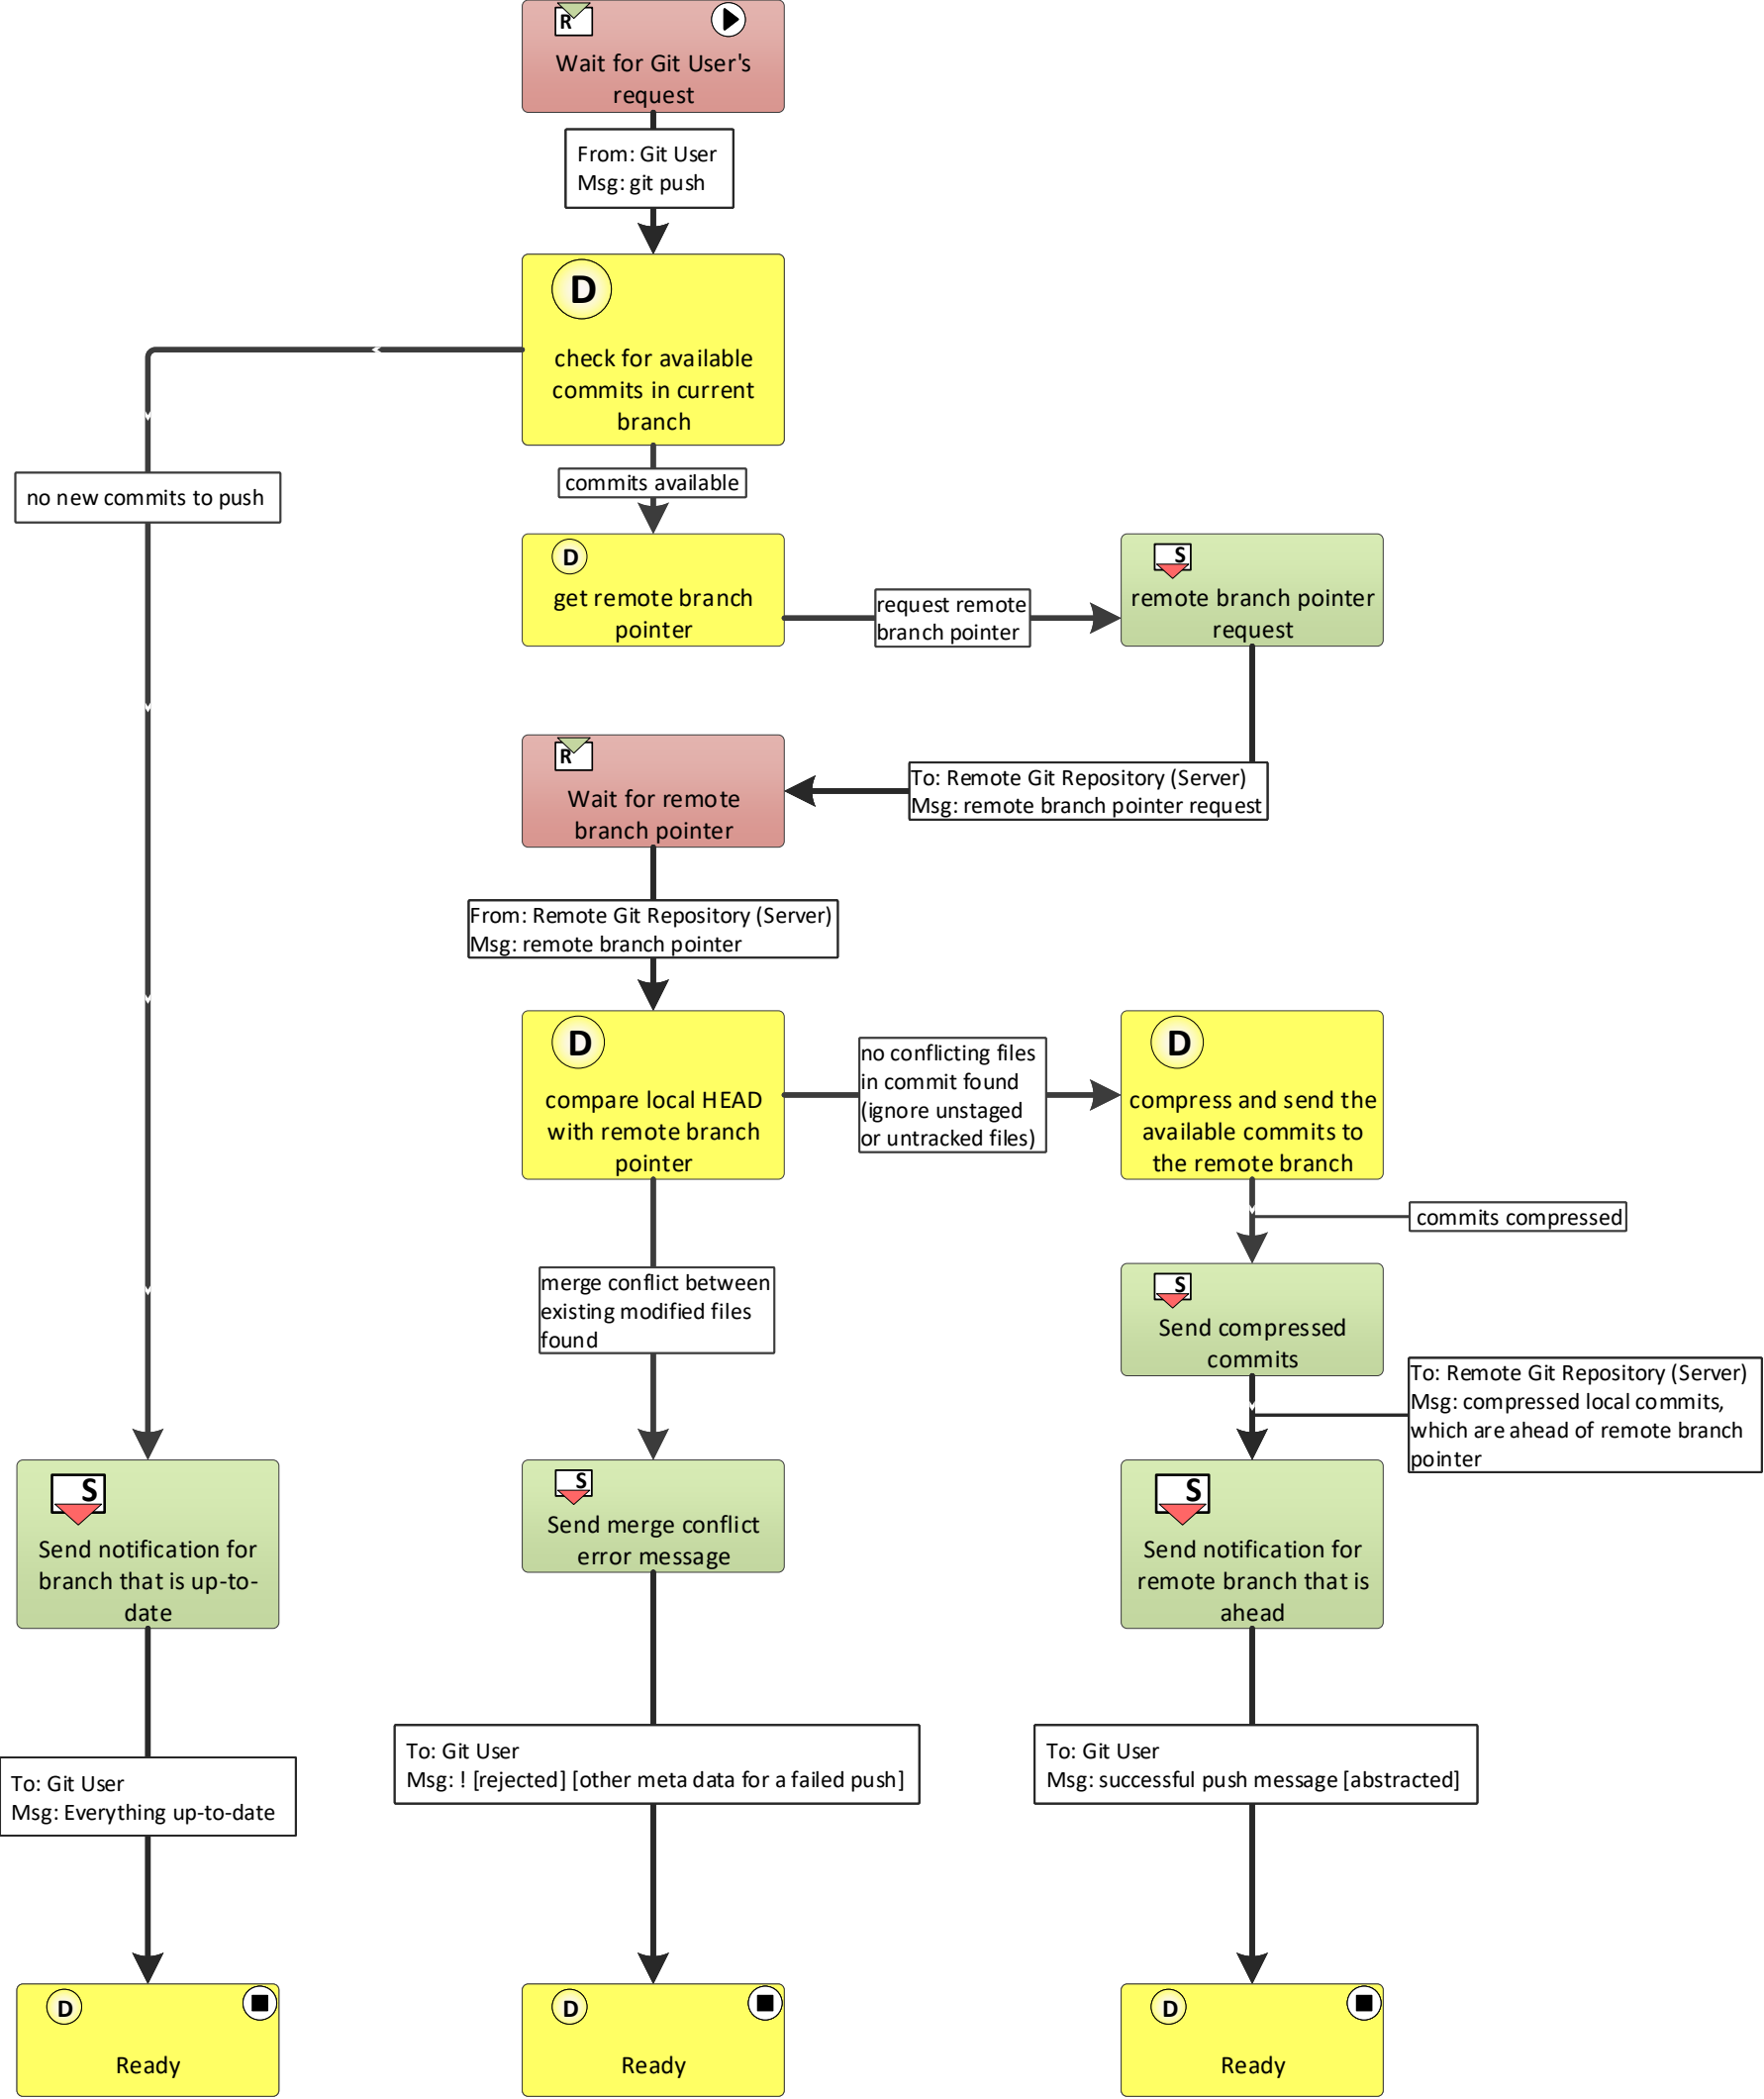 R
Wait for Git User's
request
From: Git User
Msg: git push
D
check for available
commits in current
branch
no new commits to push
commits available
D
get remote branch
pointer
request remote
branch pointer
S
remote branch pointer
request
R
Wait for remote
branch pointer
To: Remote Git Repository (Server)
Msg: remote branch pointer request
From: Remote Git Repository (Server)
Msg: remote branch pointer
D
compare local HEAD
with remote branch
pointer
no conflicting files
in commit found
(ignore unstaged
or untracked files)
D
compress and send the
available commits to
the remote branch
commits compressed
merge conflict between
existing modified files
found
S
Send compressed
commits
To: Remote Git Repository (Server)
Msg: compressed local commits,
which are ahead of remote branch
pointer
S
Send notification for
branch that is up-to-
date
S
Send merge conflict
error message
S
Send notification for
remote branch that is
ahead
To: Git User
Msg: Everything up-to-date
To: Git User
Msg: ! [rejected] [other meta data for a failed push]
To: Git User
Msg: successful push message [abstracted]
D
Ready
D
Ready
D
Ready